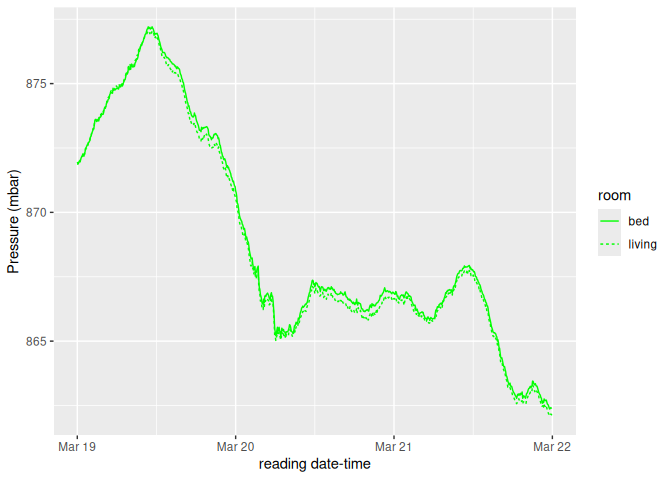 875
870
865
Pressure (mbar)
Mar 19
Mar 20
Mar 21
Mar 22
reading date-time
room
bed
living